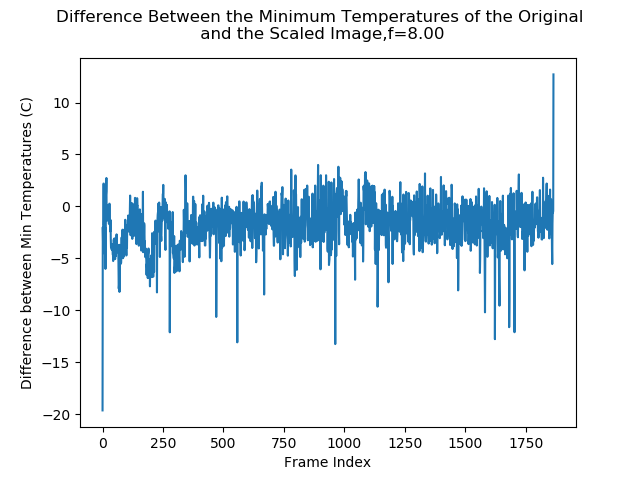 Difference Between the Minimum Temperatures of the Original
and the Scaled Image,f=8.00
10
5
0
−5
−10
−15
−20
Difference between Min Temperatures (C)
0 250 500 750 1000 1250 1500 1750
Frame Index